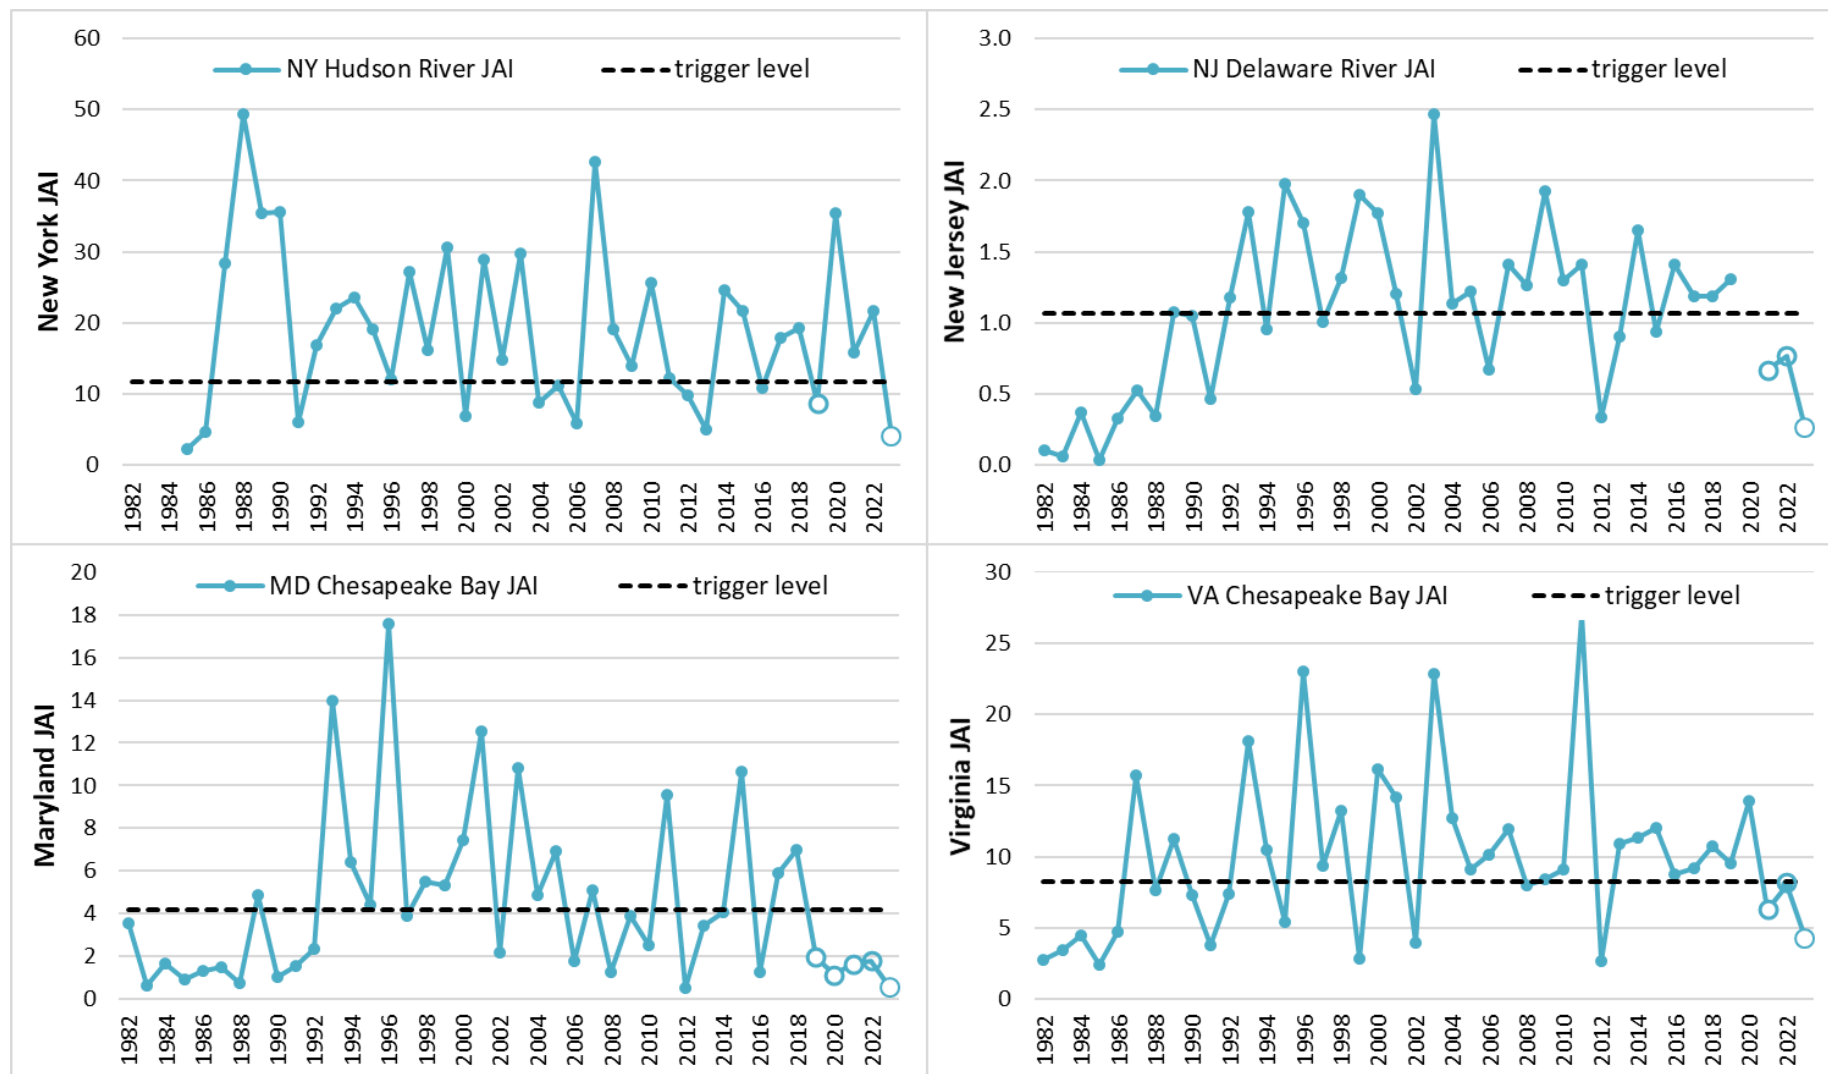 NY Hudson River JAI trigger level
New York JAI
60
50
40
30
20
10
0
1982 1984 1986 1988 1990 1992 1994 1996 1998 2000 2002 2004 2006 2008 2010 2012 2014 2016 2018 2020 2022
NJ Delaware River JAI trigger level
New Jersey JAI
3.0
2.5
2.0
1.5
1.0
0.5
0.0
1982 1984 1986 1988 1990 1992 1994 1996 1998 2000 2002 2004 2006 2008 2010 2012 2014 2016 2018 2020 2022
MD Chesapeake Bay JAI trigger level
Maryland JAI
20
18
16
14
12
10
8
6
4
2
0
1982 1984 1986 1988 1990 1992 1994 1996 1998 2000 2002 2004 2006 2008 2010 2012 2014 2016 2018 2020 2022
VA Chesapeake Bay JAI trigger level
Virginia JAI
30
25
20
15
10
5
0
1982 1984 1986 1988 1990 1992 1994 1996 1998 2000 2002 2004 2006 2008 2010 2012 2014 2016 2018 2020 2022